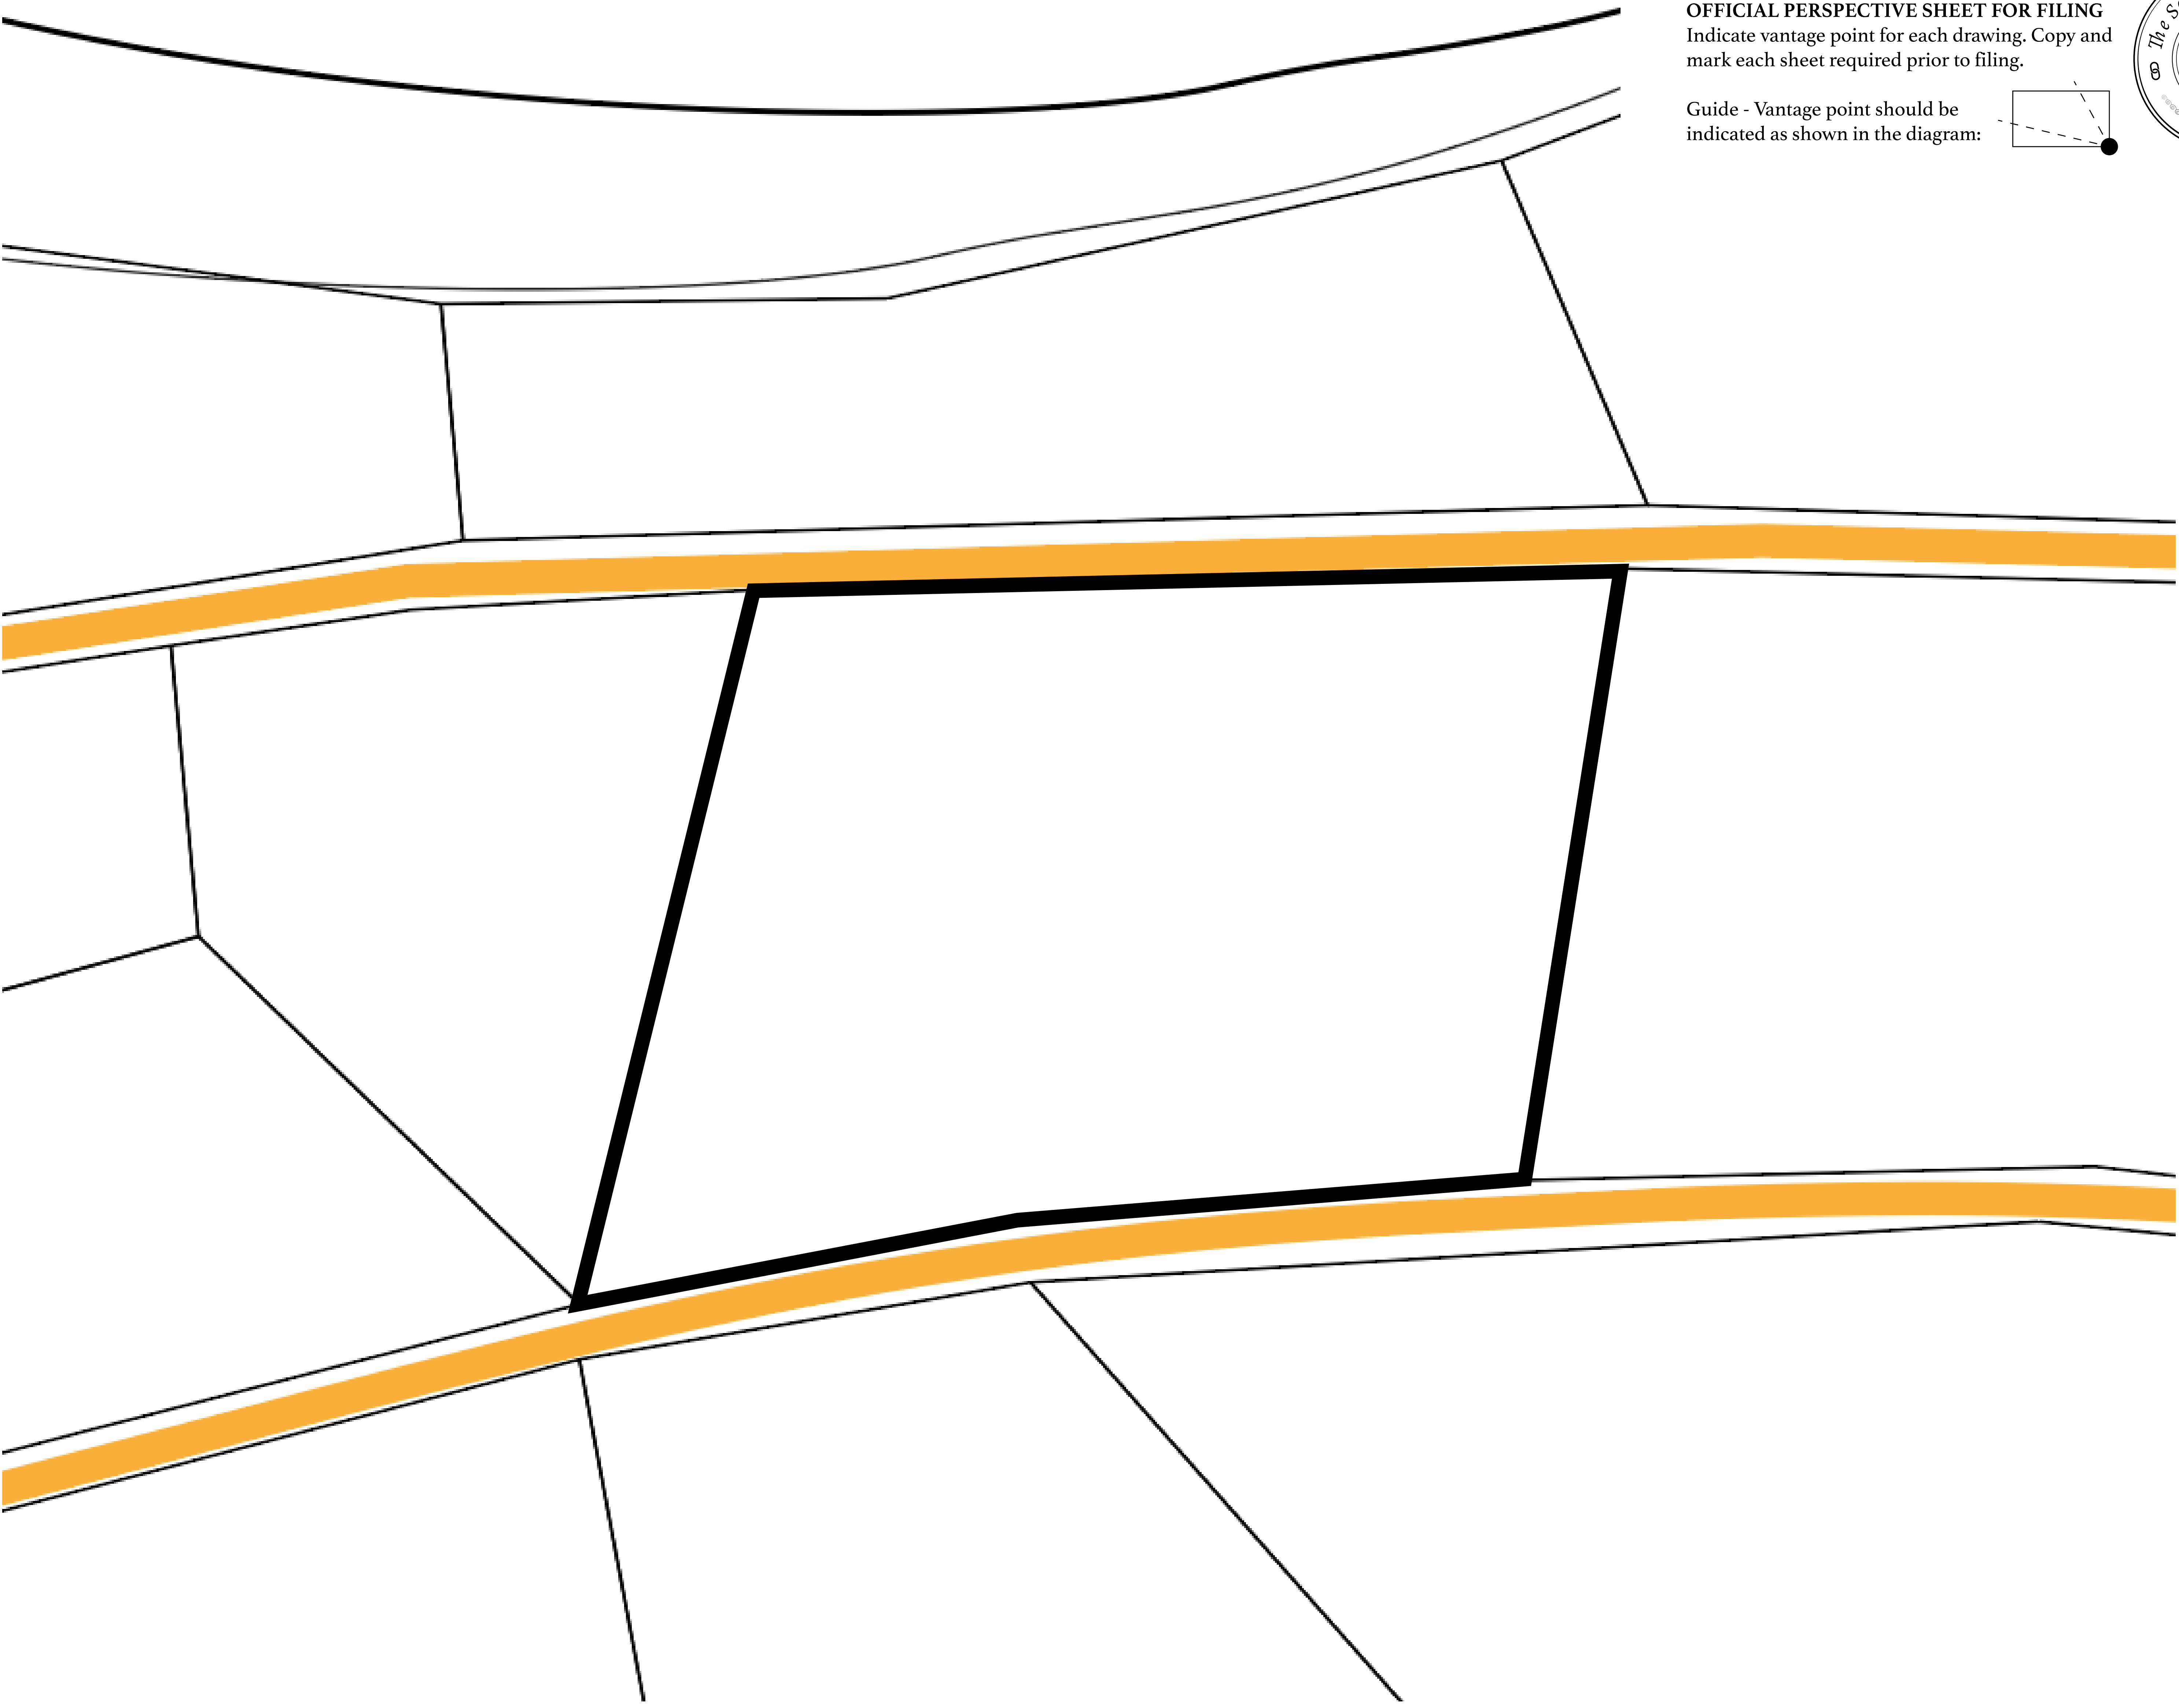 OFFICIAL PERSPECTIVE SHEET FOR FILING
Indicate vantage point for each drawing. Copy and
mark each sheet required prior to filing.
Guide - Vantage point should be
indicated as shown in the diagram:
The